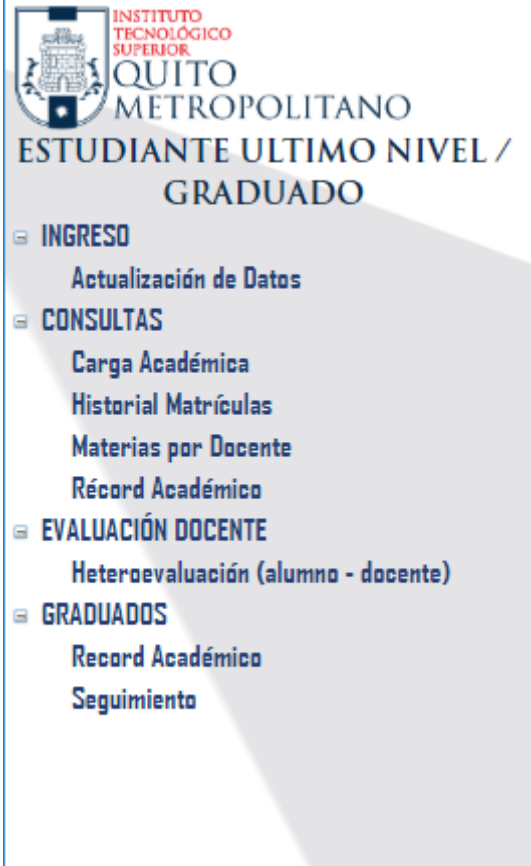 INSTITUTO
TECNOLÓGICO
SUPERIOR
QUITO
METROPOLITANO
ESTUDIANTE ULTIMO NIVEL /
GRADUADO
INGRESO
Actualización de Datos
CONSULTAS
Carga Académica
Historial Matrículas
Materias por Docente
Récord Académico
EVALUACIÓN DOCENTE
Heteroevaluación (alumno - docente)
GRADUADOS
Record Académico
Seguimiento